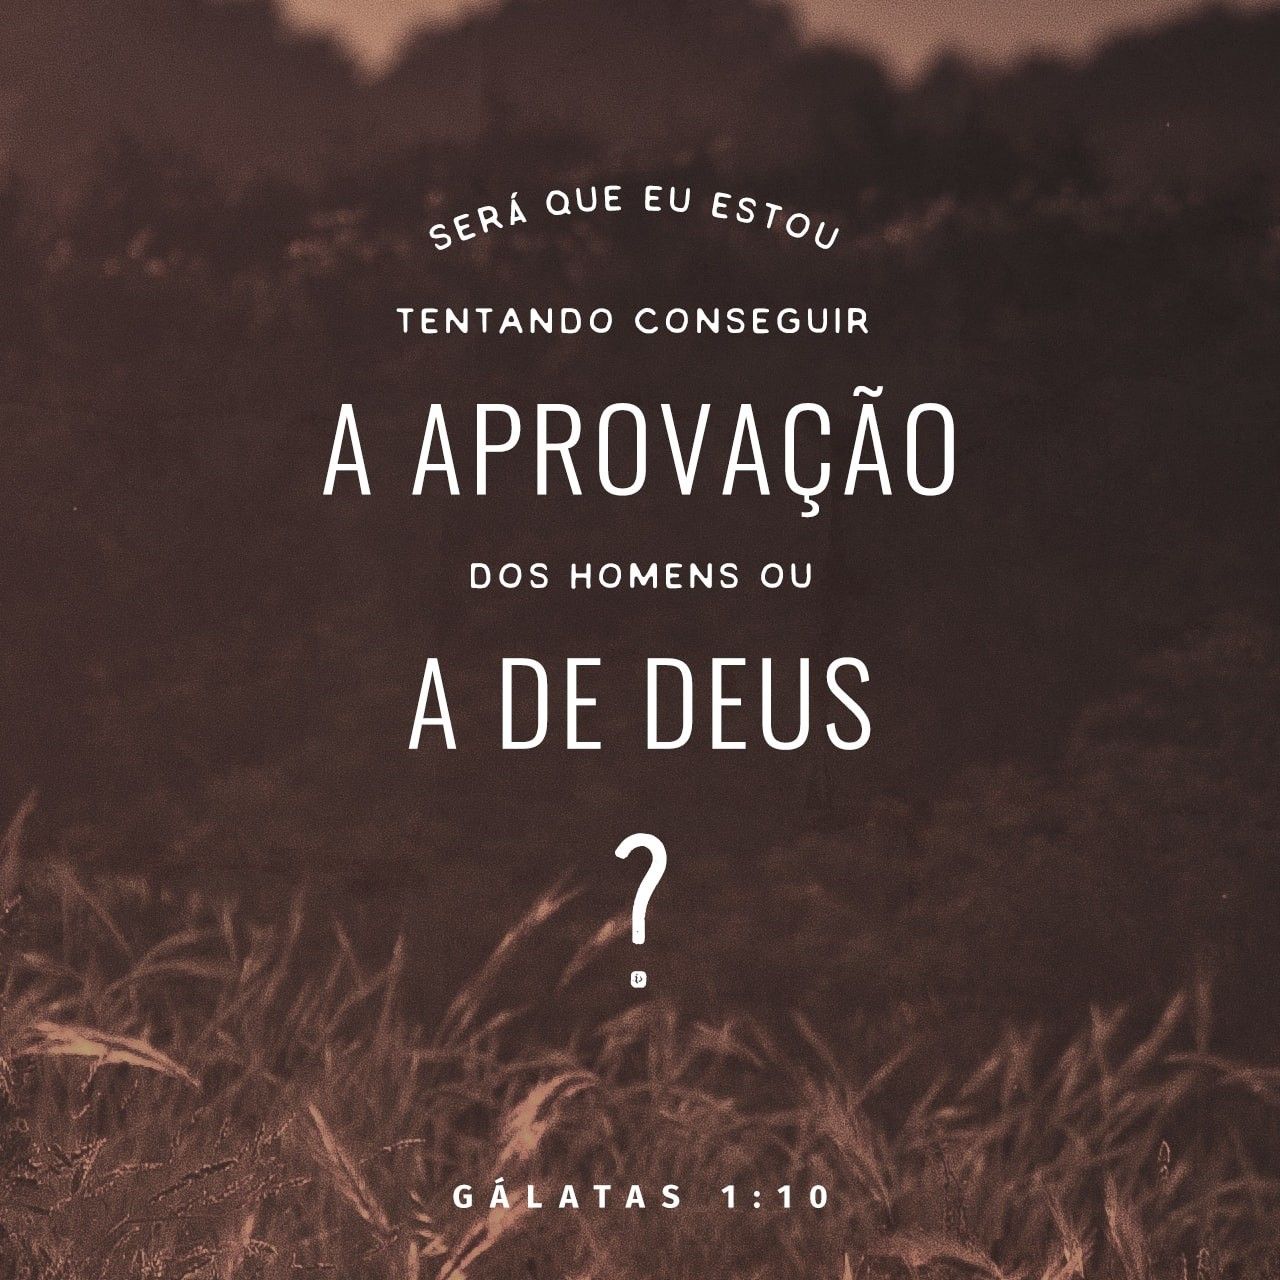 SERÁ QUE EU ESTOU
TENTANDO CONSEGUIR
A APROVAÇÃO
DOS HOMENS OU
A DE DEUS
?
GÁLATAS 1:10